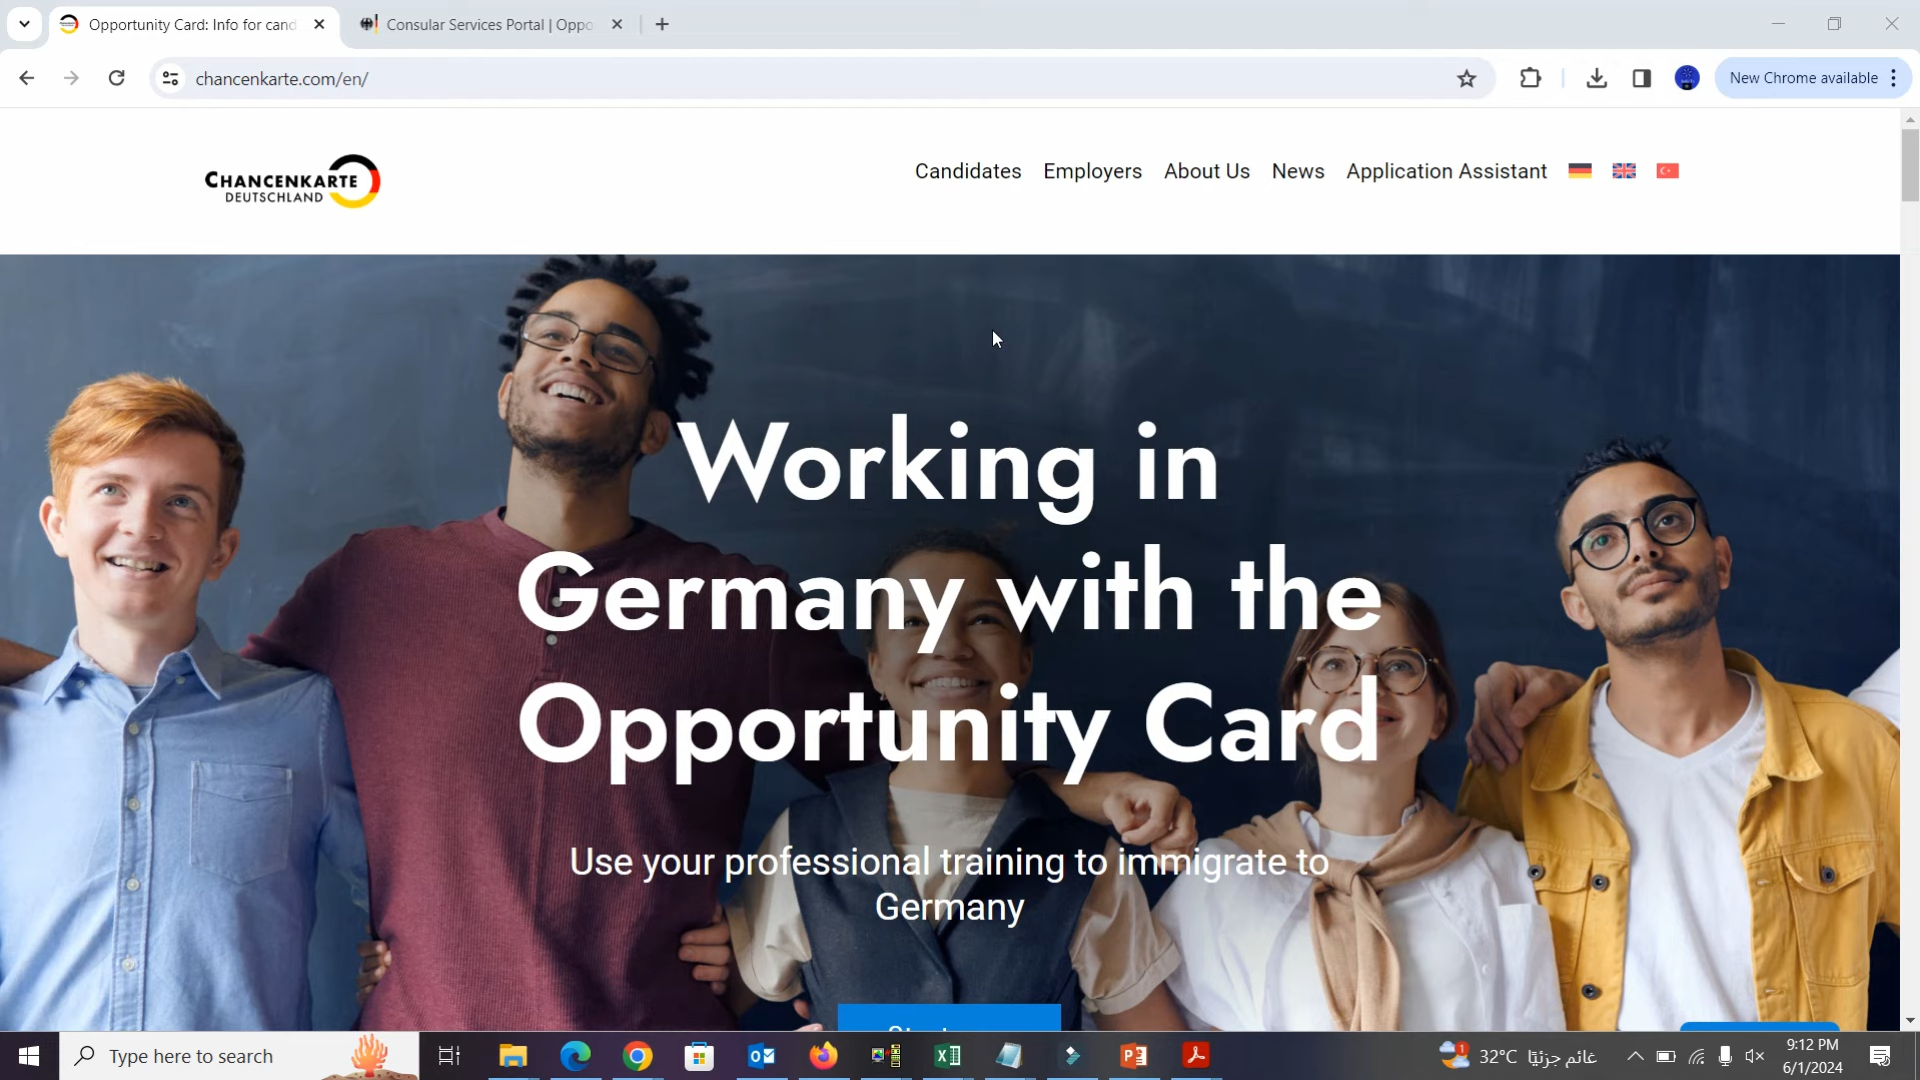 Opportunity Card: Info for cand
Consular Services Portal | Oppo
chancenkarte.com/en/
New Chrome available
CHANCENKARTE
DEUTSCHLAND
Candidates
Employers
About Us
News
Application Assistant
Working in
Germany with the
Opportunity Card
Use your professional training to immigrate to
Germany
Type here to search
32°C غائم جزئيًا
9:12 PM
6/1/2024